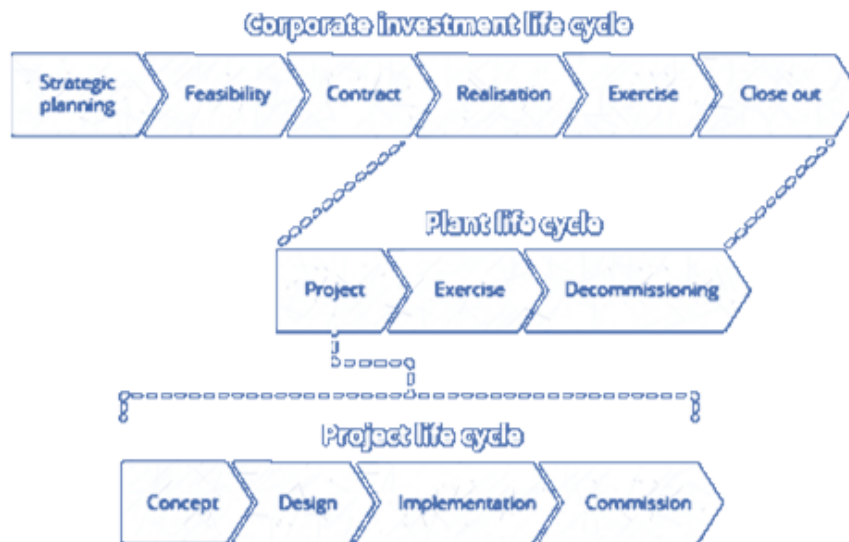 Corporate investment life cycle
Strategic
planning
Feasibility
Contract
Realisation
Exercise
Close out
Plant life cycle
Project
Exercise
Decommissioning
Project life cycle
Concept
Design
Implementation
Commission